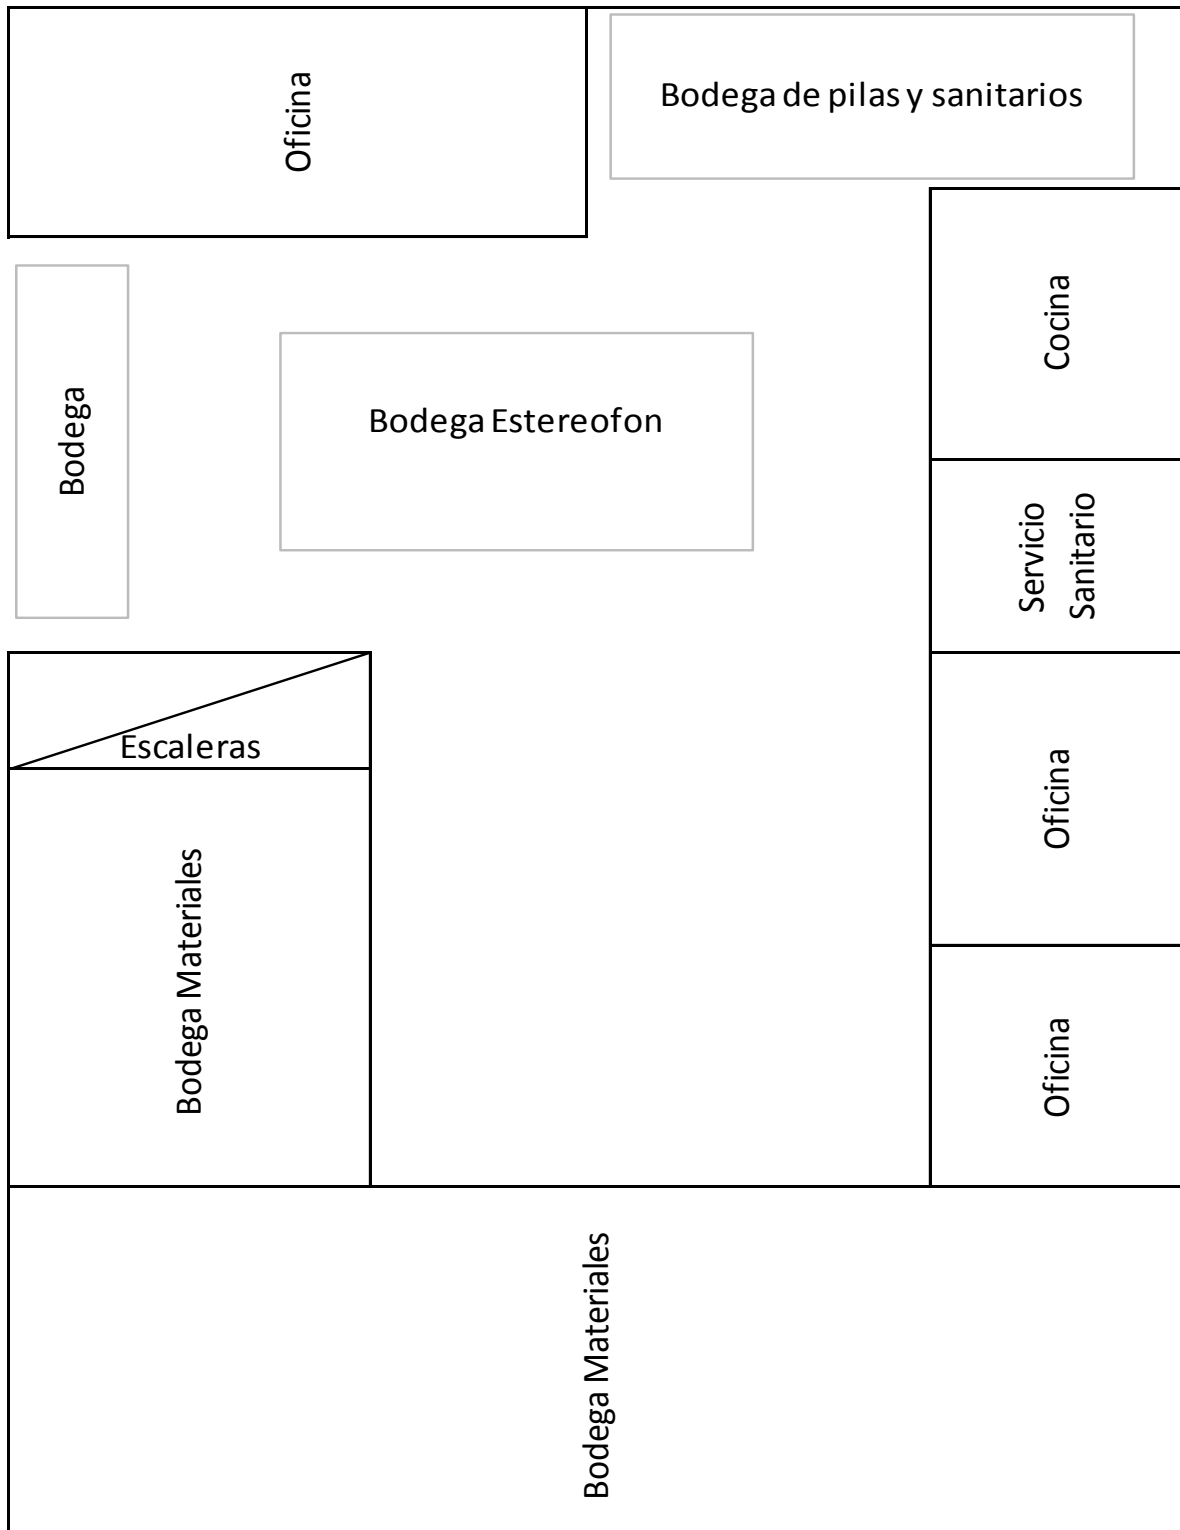 Oficina
Bodega de pilas y sanitarios
Cocina
Bodega
Bodega Estereofon
Servicio
Sanitario
Escaleras
Oficina
Bodega Materiales
Oficina
Bodega Materiales